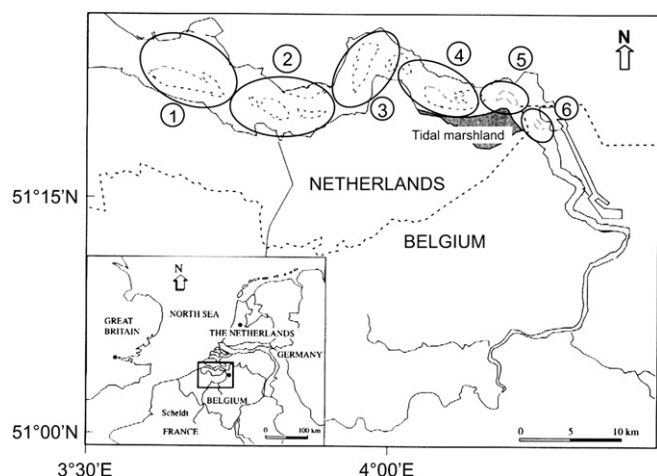 N
1
2
3
4
5
6
Tidal marshland
NETHERLANDS
51°15'N
BELGIUM
N
NORTH SEA
GREAT
BRITAIN
THE NETHERLANDS
GERMANY
BELGIUM
Scheldt
FRANCE
0 100 km
0 5 10 km
51°00'N
3°30'E
4°00'E